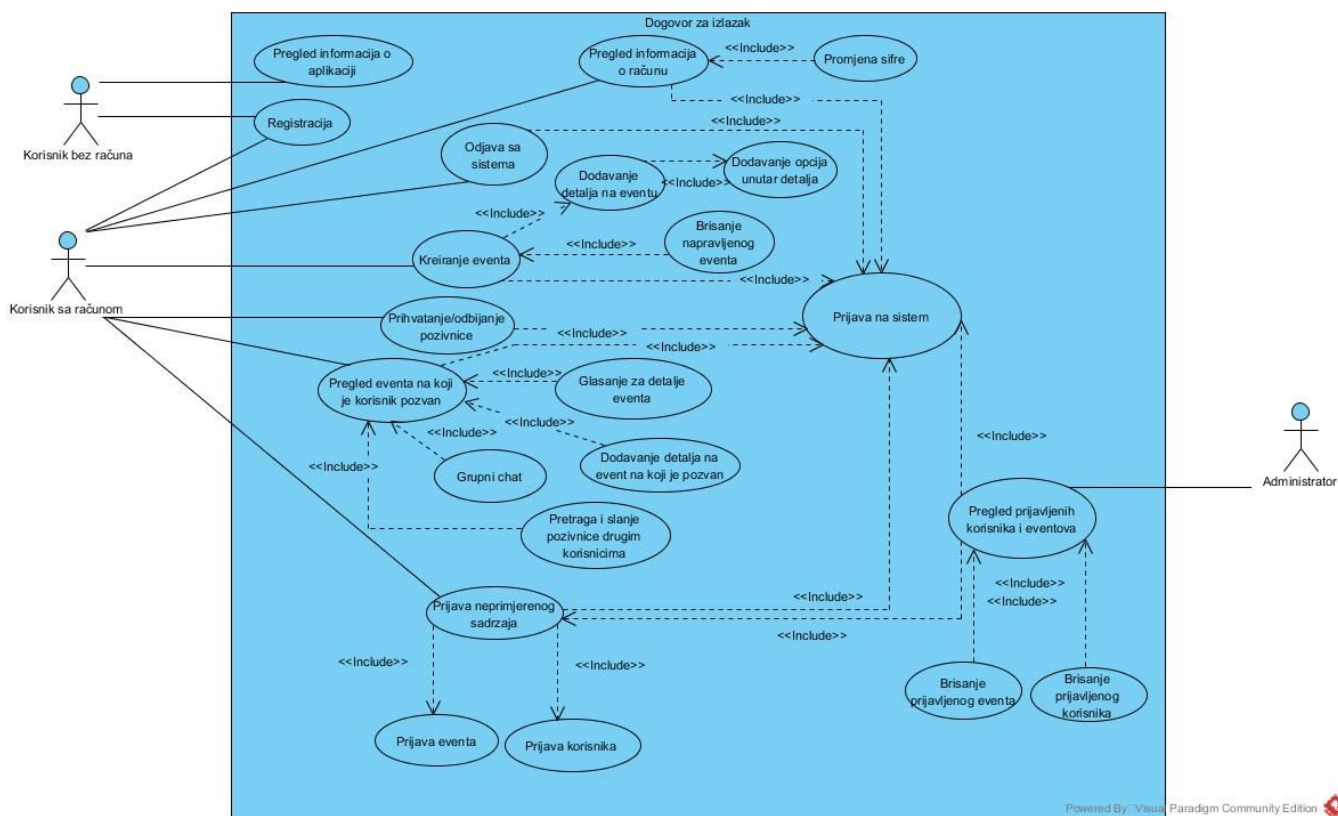 Dogovor za izlazak
Pregled informacija o
aplikaciji
Pregled informacija
o računu
<<Include>>
Promjena sifre
<<Include>>
Registracija
Korisnik bez računa
<<Include>>
Odjava sa
sistema
Dodavanje
detalja na eventu
<<Include>>
Dodavanje opcija
unutar detalja
<<Include>>
Brisanje
napravljenog
eventa
<<Include>>
Kreiranje eventa
<<Include>>
Korisnik sa računom
Prihvatanje/odbijanje
pozivnice
<<Include>>
<<Include>>
Prijava na sistem
Pregled eventa na koji
je korisnik pozvan
<<Include>>
Glasanje za detalje
eventa
<<Include>>
<<Include>>
Grupni chat
Dodavanje detalja na
event na koji je pozvan
<<Include>>
<<Include>>
Administrator
Pretraga i slanje
pozivnice drugim
korisnicima
Pregled prijavljenih
korisnika i eventova
Prijava neprimjerenog
sadrzaja
<<Include>>
<<Include>>
<<Include>>
<<Include>>
<<Include>>
<<Include>>
Brisanje
prijavljenog eventa
Brisanje
prijavljenog
korisnika
Prijava eventa
Prijava korisnika
Powered By Visual Paradigm Community Edition